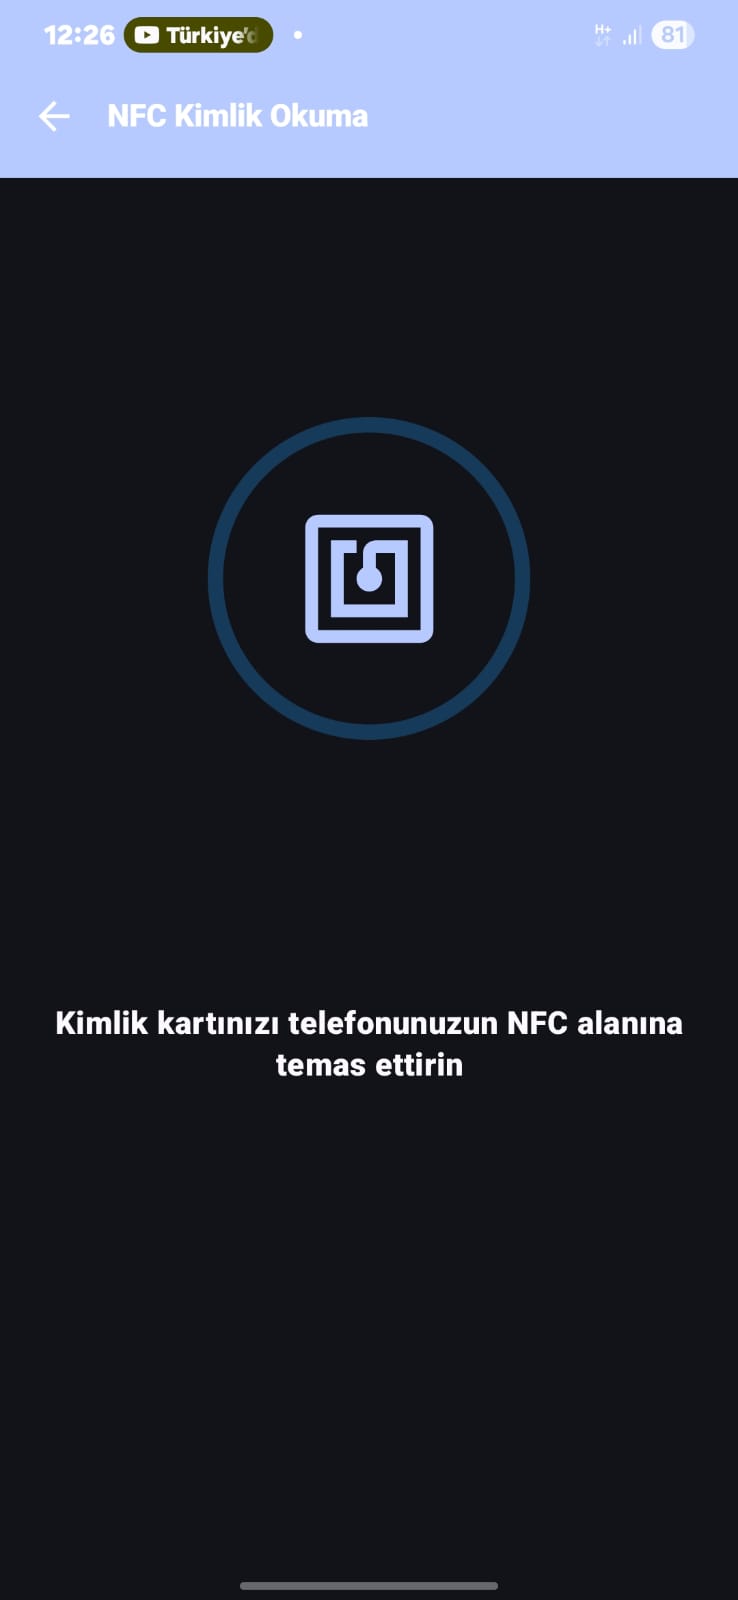 12:26 Türkiye'd H+ 81
NFC Kimlik Okuma
Kimlik kartınızı telefonunuzun NFC alanına
temas ettirin